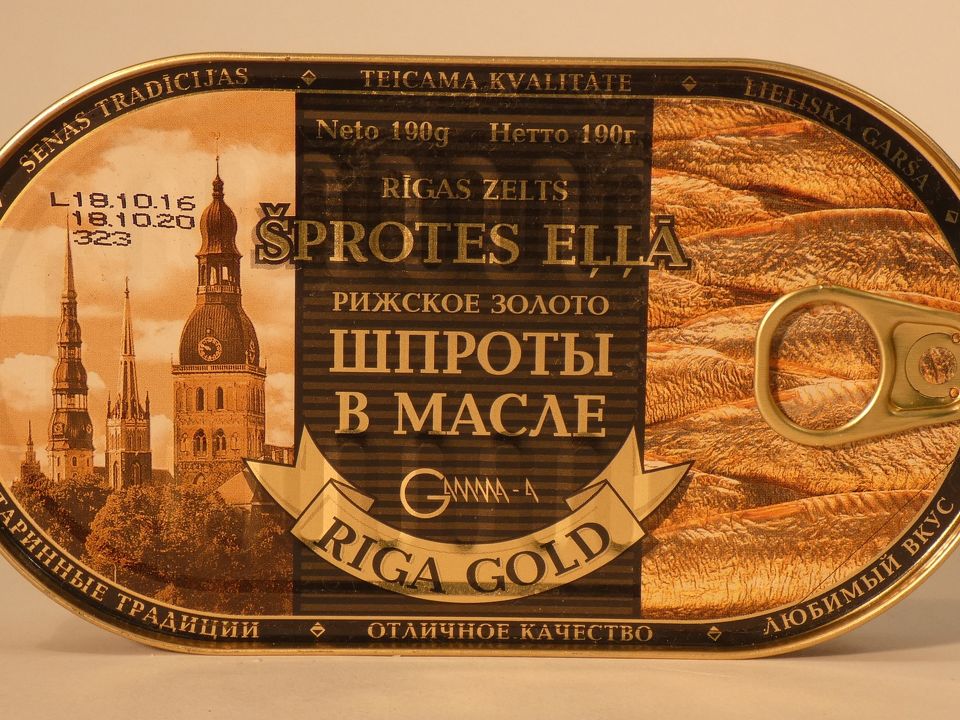 SENAS TRADĪCIJAS
TEICAMA KVALITĀTE
LIELISKA GARŠA
Neto 190g Нетто 190г
L18.10.16
18.10.20
323
RĪGAS ZELTS
ŠPROTES EĻĻĀ
РИЖСКОЕ ЗОЛОТО
ШПРОТЫ
В МАСЛЕ
GAMMA-A
RIGA GOLD
ТАРИННЫЕ ТРАДИЦИИ
ОТЛИЧНОЕ КАЧЕСТВО
ЛЮБИМЫЙ ВКУС